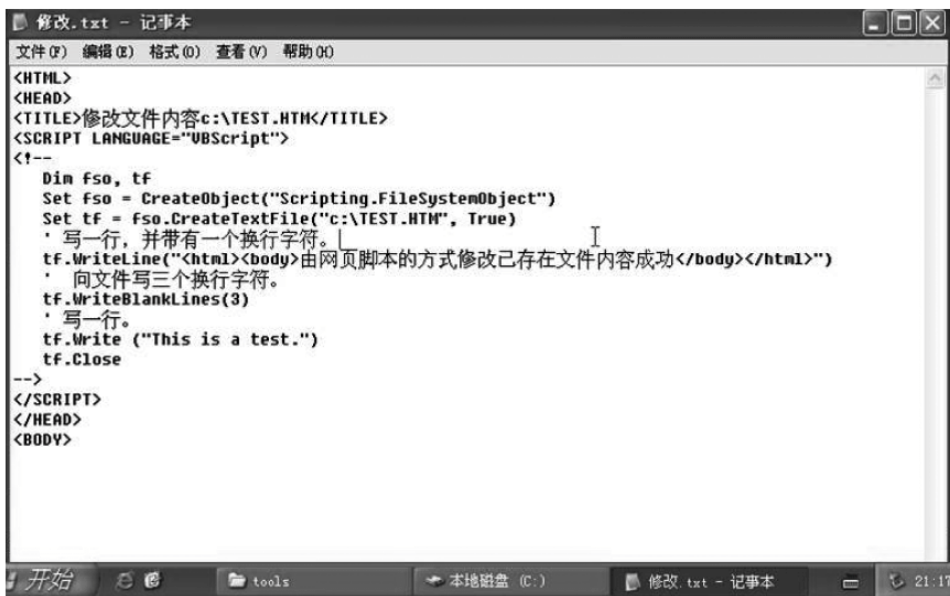 修改.txt - 记事本
文件(F) 编辑(E) 格式(O) 查看(V) 帮助(H)
<HTML>
<HEAD>
<TITLE>修改文件内容c:\TEST.HTM</TITLE>
<SCRIPT LANGUAGE="VBScript">
<!--
Dim fso, tf
Set fso = CreateObject("Scripting.FileSystemObject")
Set tf = fso.CreateTextFile("c:\TEST.HTM", True)
' 写一行，并带有一个换行字符。
tf.WriteLine("<html><body>由网页脚本的方式修改已存在文件内容成功</body></html>")
' 向文件写三个换行字符。
tf.WriteBlankLines(3)
' 写一行。
tf.Write ("This is a test.")
tf.Close
-->
</SCRIPT>
</HEAD>
<BODY>
开始 tools 本地磁盘 (C:) 修改.txt - 记事本 21:17